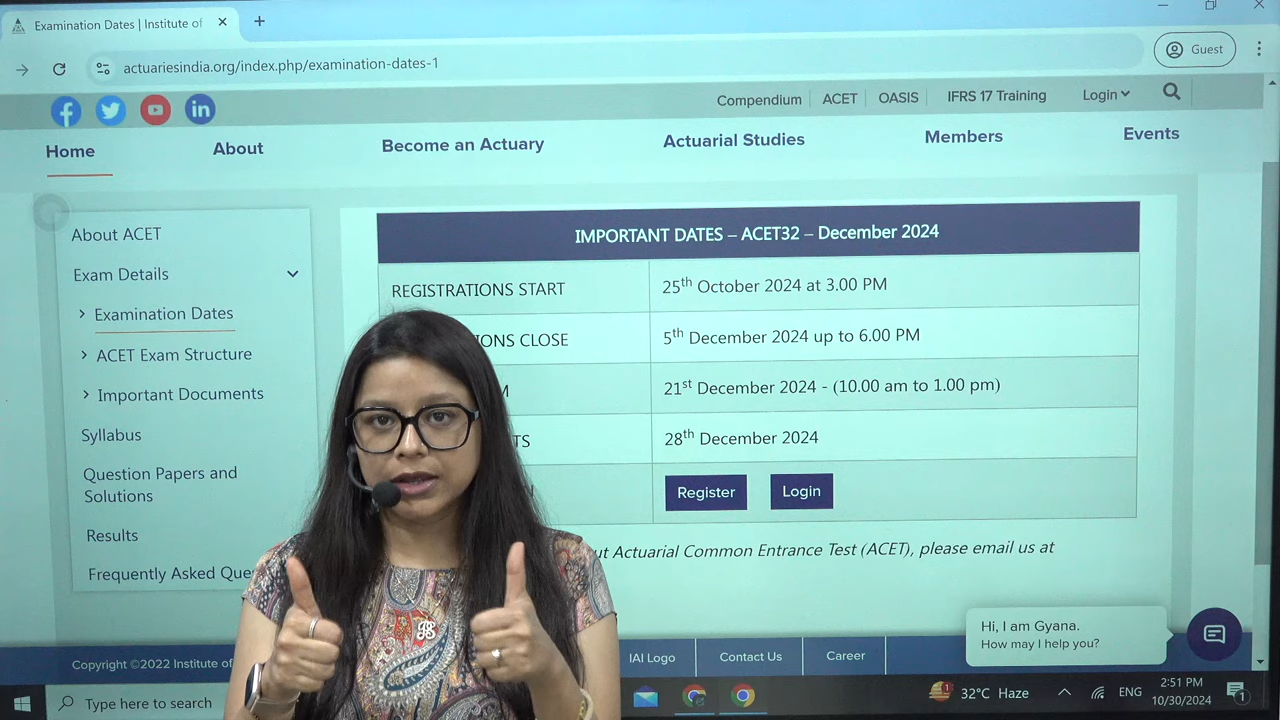 Examination Dates | Institute of
Guest
actuariesindia.org/index.php/examination-dates-1
in
Compendium
ACET
OASIS
IFRS 17 Training
Login
Home
About
Become an Actuary
Actuarial Studies
Members
Events
About ACET
Exam Details
Examination Dates
ACET Exam Structure
Important Documents
Syllabus
Question Papers and
Solutions
Results
Frequently Asked Que
IMPORTANT DATES – ACET32 – December 2024
REGISTRATIONS START
25th October 2024 at 3.00 PM
IONS CLOSE
5th December 2024 up to 6.00 PM
M
21st December 2024 - (10.00 am to 1.00 pm)
TS
28th December 2024
Register
Login
ut Actuarial Common Entrance Test (ACET), please email us at
Hi, I am Gyana.
How may I help you?
Copyright ©2022 Institute of
IAI Logo
Contact Us
Career
Type here to search
1
32°C Haze
ENG
2:51 PM
10/30/2024
1